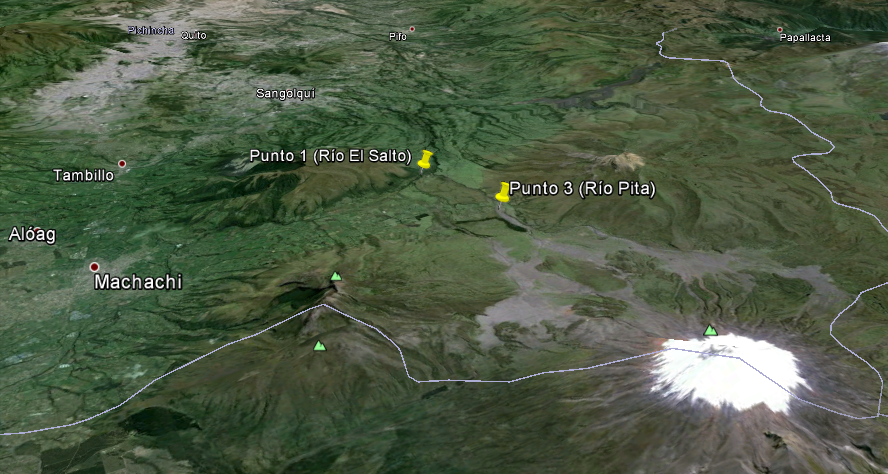 Pichincha
Quito
Pifo
Papallacta
Sangolquí
Punto 1 (Río El Salto)
Tambillo
Punto 3 (Río Pita)
Alóag
Machachi